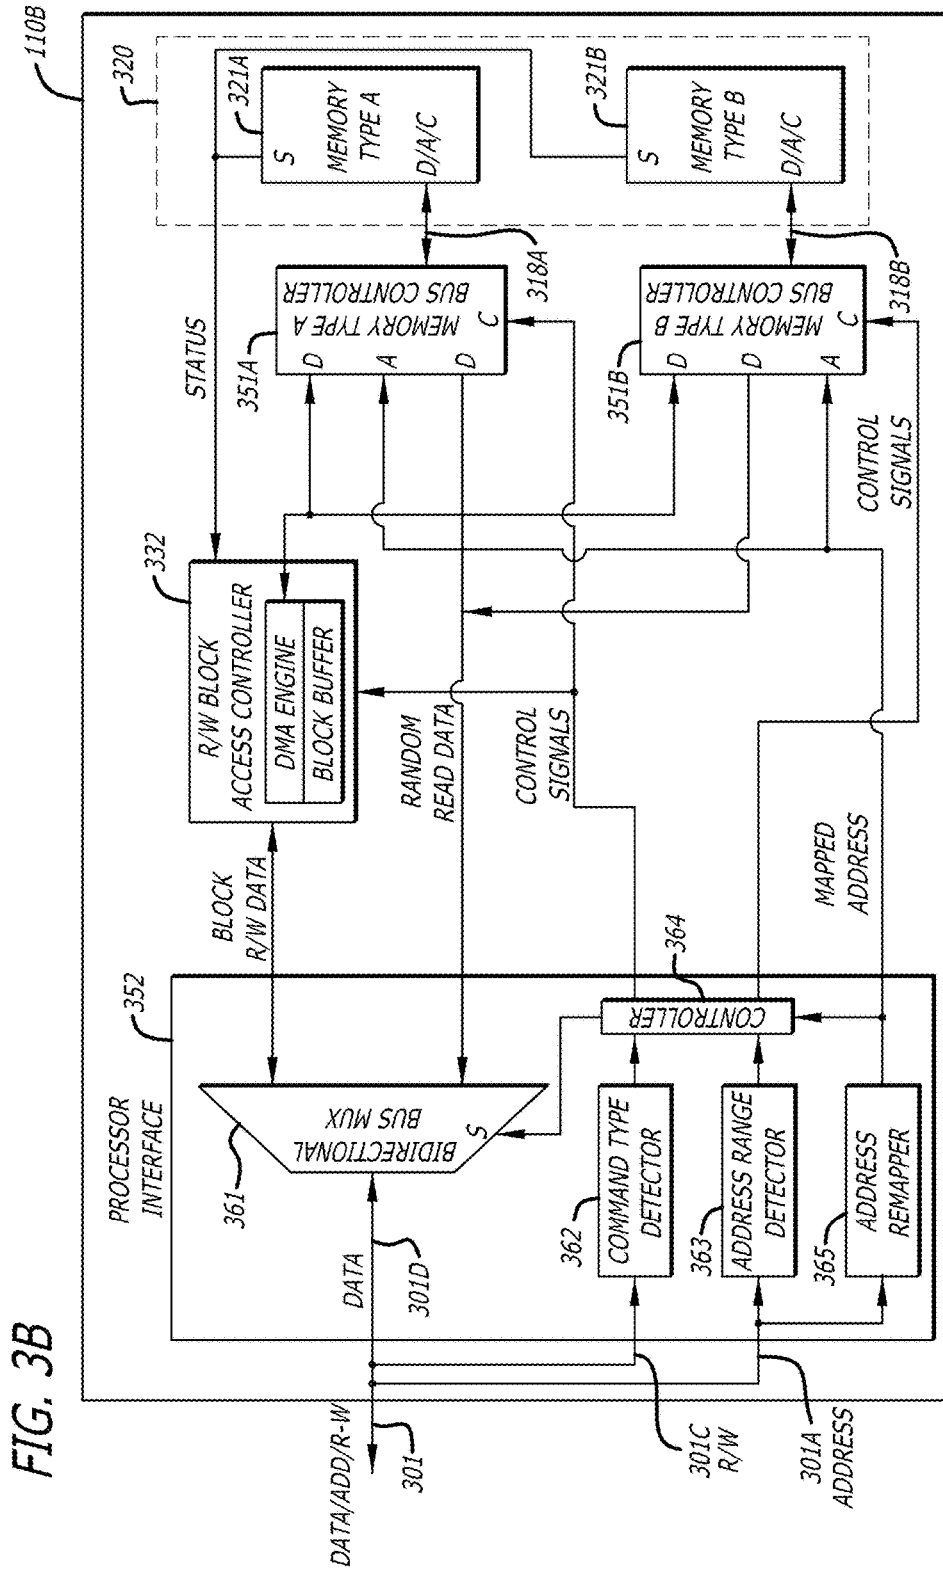 FIG. 3B
110B
320
321A
S
MEMORY
TYPE A
D/A/C
321B
S
MEMORY
TYPE B
D/A/C
318A
318B
STATUS
351A
MEMORY TYPE A
BUS CONTROLLER
D
A
D
C
351B
MEMORY TYPE B
BUS CONTROLLER
D
D
A
C
332
R/W BLOCK
ACCESS CONTROLLER
DMA ENGINE
BLOCK BUFFER
CONTROL
SIGNALS
BLOCK
R/W DATA
RANDOM
READ DATA
CONTROL
SIGNALS
MAPPED
ADDRESS
352
PROCESSOR
INTERFACE
361
BIDIRECTIONAL
BUS MUX
S
364
CONTROLLER
362
COMMAND TYPE
DETECTOR
363
ADDRESS RANGE
DETECTOR
365
ADDRESS
REMAPPER
DATA
301D
DATA/ADD/R-W
301
301C
R/W
301A
ADDRESS